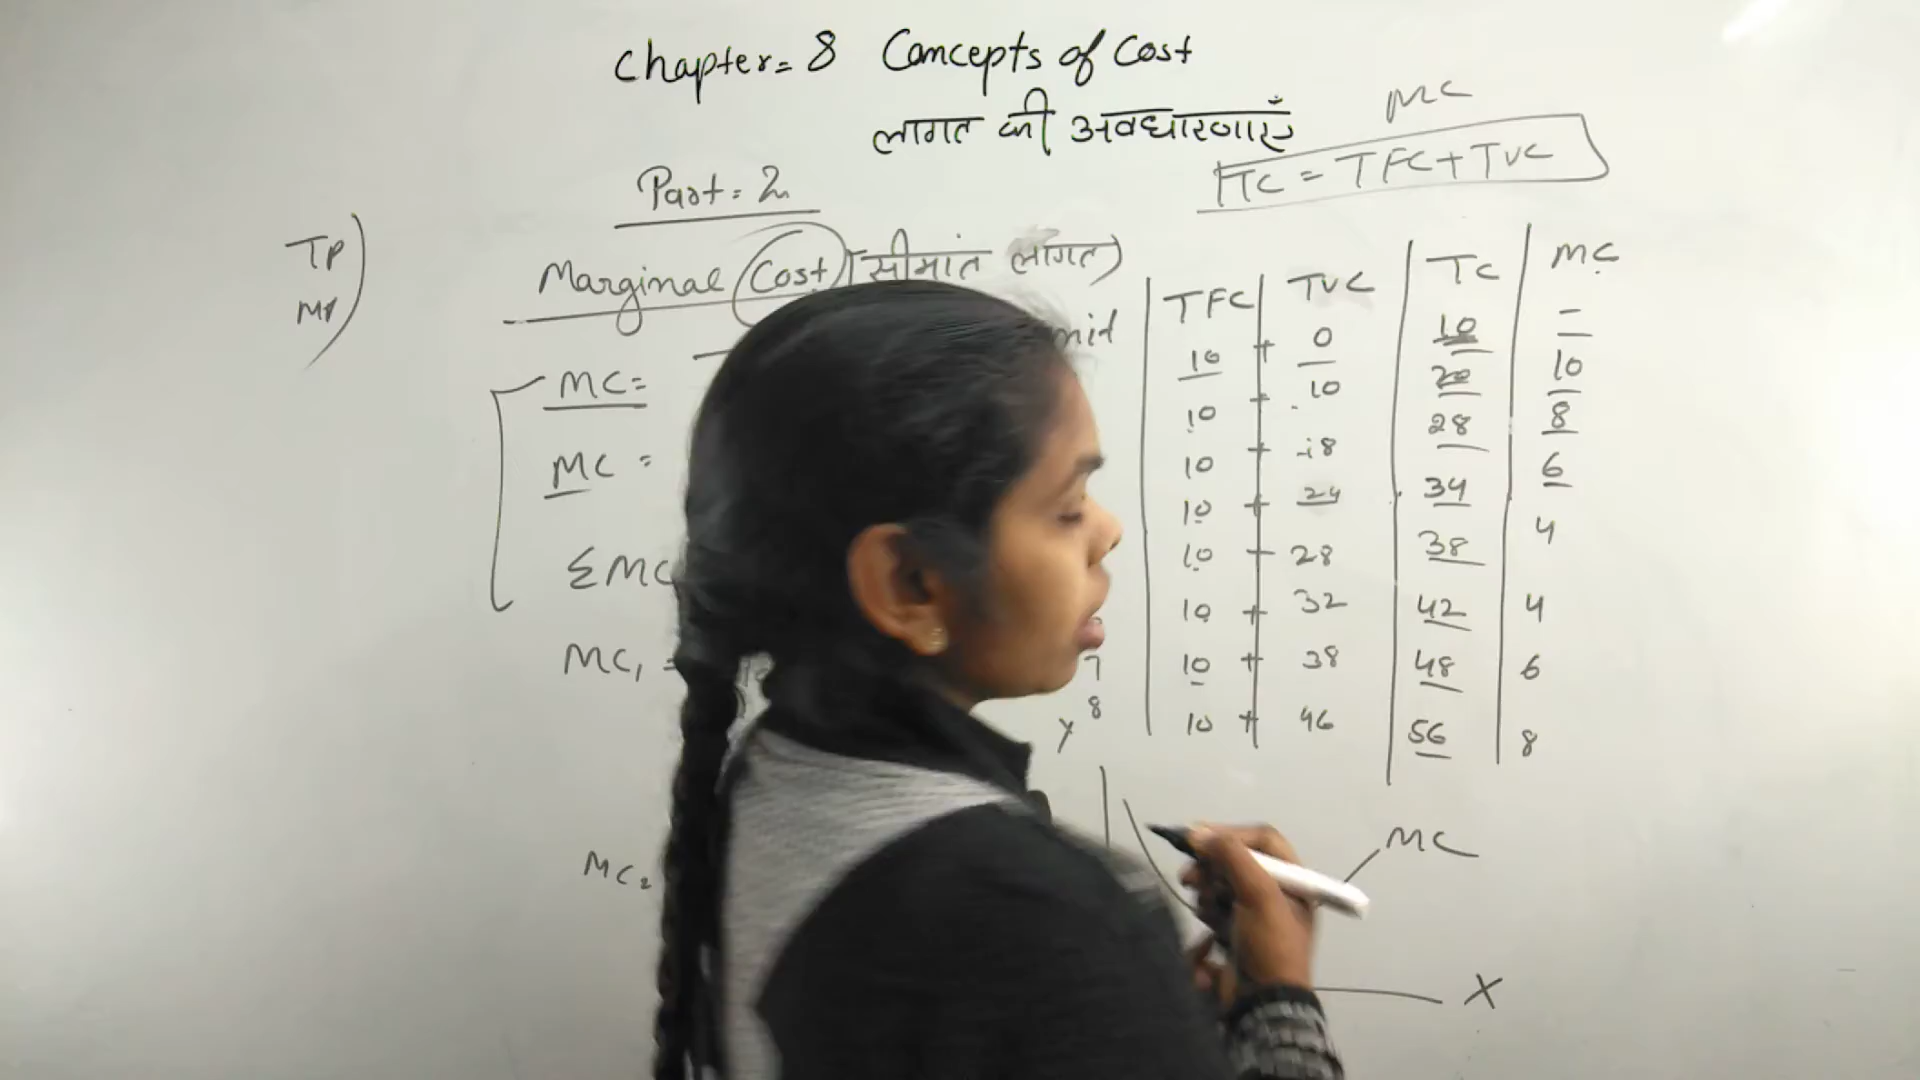 Chapter = 8 Concepts of Cost
लागत की अवधारणाएँ
MC
TC = TFC + TVC
Part = 2
TP
MP
Marginal Cost (सीमांत लागत)
MC =
MC =
ΣMC
MC₁ =
MC₂
TFC TVC TC MC
10 + 0 10 –
10 + 10 20 10
10 + 18 28 8
10 + 24 34 6
10 + 28 38 4
10 + 32 42 4
7 10 + 38 48 6
8 10 + 46 56 8
Y
MC
X